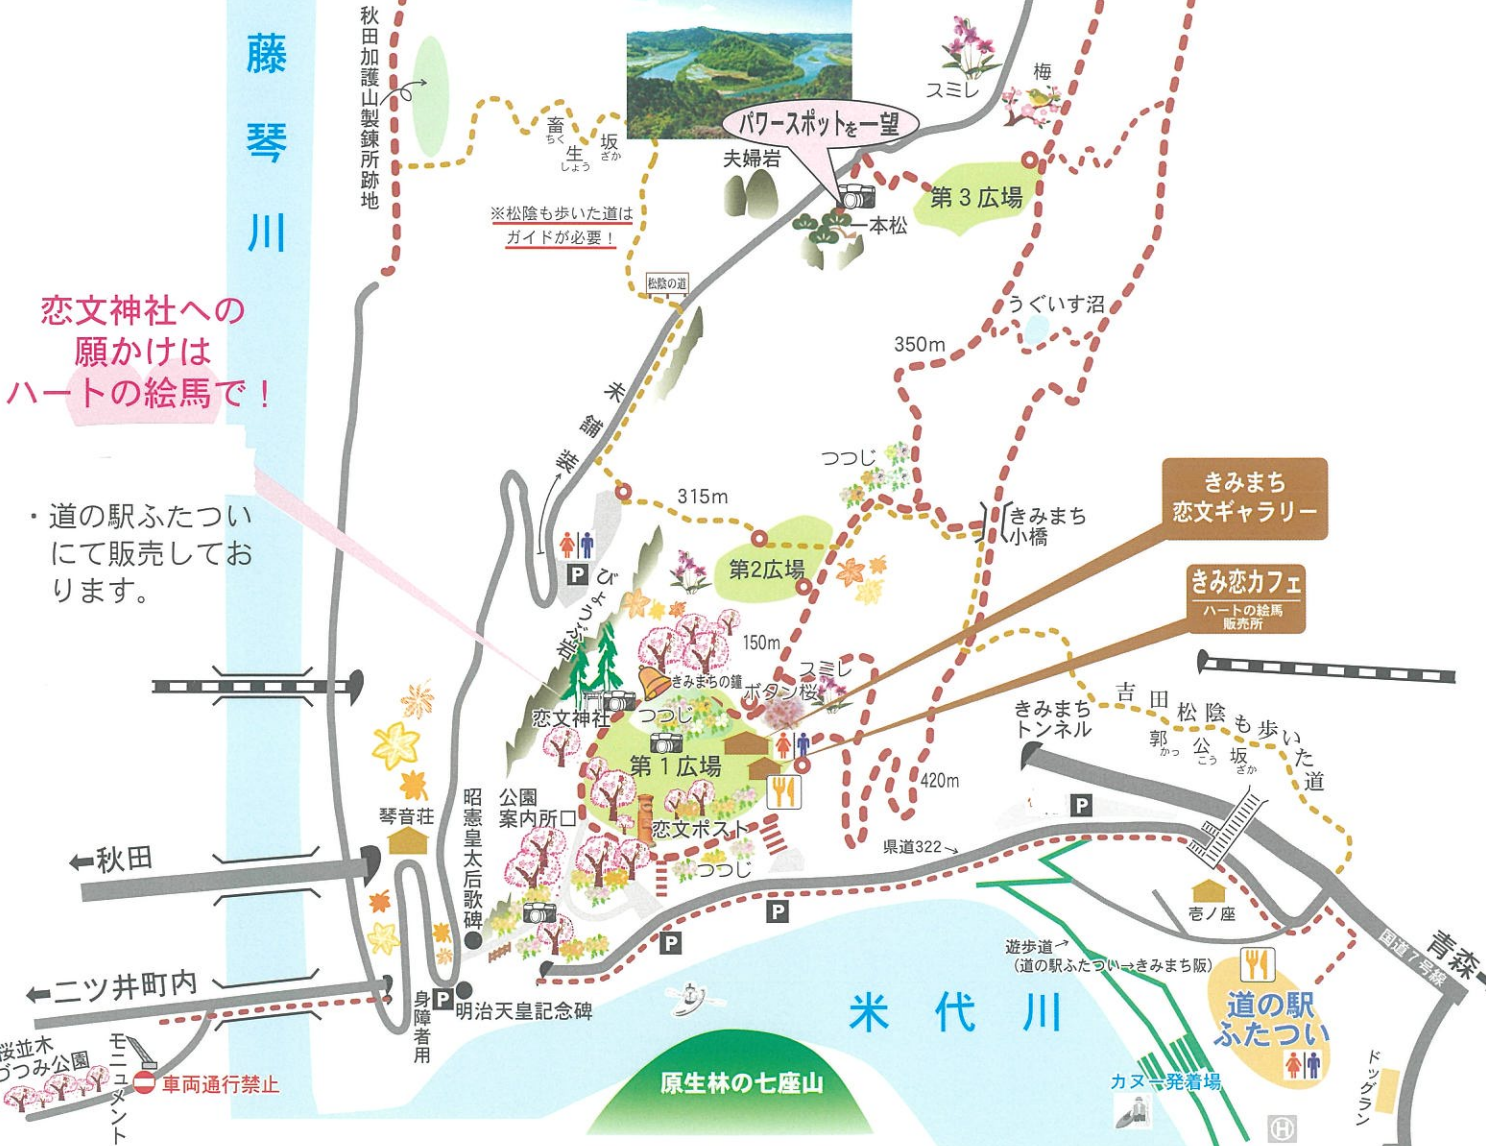 藤琴川
秋田加護山製錬所跡地
畜生坂
ちくしょうざか
※松陰も歩いた道は
ガイドが必要！
松陰の道
パワースポットを一望
夫婦岩
一本松
スミレ
梅
第3広場
うぐいす沼
350m
恋文神社への
願かけは
ハートの絵馬で！
・道の駅ふたつい
にて販売してお
ります。
未舗装
つつじ
315m
きみまち
小橋
きみまち
恋文ギャラリー
きみ恋カフェ
ハートの絵馬
販売所
P
びょうぶ岩
第2広場
150m
スミレ
ボタン桜
きみまちの鐘
つつじ
恋文神社
第1広場
恋文ポスト
つつじ
420m
きみまち
トンネル
吉田松陰も歩いた道
郭公坂
かっこうざか
琴音荘
昭憲皇太后歌碑
公園
案内所口
県道322→
P
P
P
壱ノ座
←秋田
←二ツ井町内
身障者用
P
明治天皇記念碑
遊歩道→
（道の駅ふたつい→きみまち阪）
国道7号線
青森
米代川
道の駅
ふたつい
原生林の七座山
カヌー発着場
ドッグラン
H
桜並木
づつみ公園
モニュメント
車両通行禁止